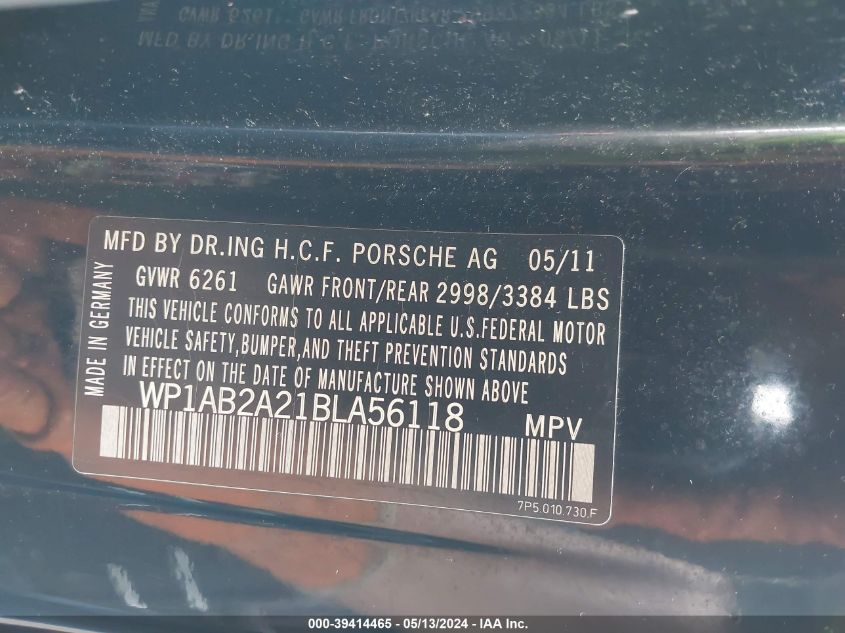 MFD BY DR.ING H.C.F. PORSCHE AG 05/11
GVWR 6261 GAWR FRONT/REAR 2998/3384 LBS
THIS VEHICLE CONFORMS TO ALL APPLICABLE U.S.FEDERAL MOTOR
VEHICLE SAFETY,BUMPER,AND THEFT PREVENTION STANDARDS
IN EFFECT ON THE DATE OF MANUFACTURE SHOWN ABOVE
WP1AB2A21BLA56118 MPV
MADE IN GERMANY
7P5.010.730.F
000-39414465 - 05/13/2024 - IAA Inc.